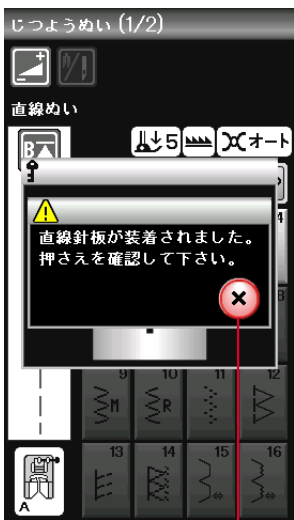 じつようぬい (1/2)
直線ぬい
5
オート
直線針板が装着されました。
押さえを確認して下さい。
4
8
9 10 11 12
M R
13 14 15 16
A